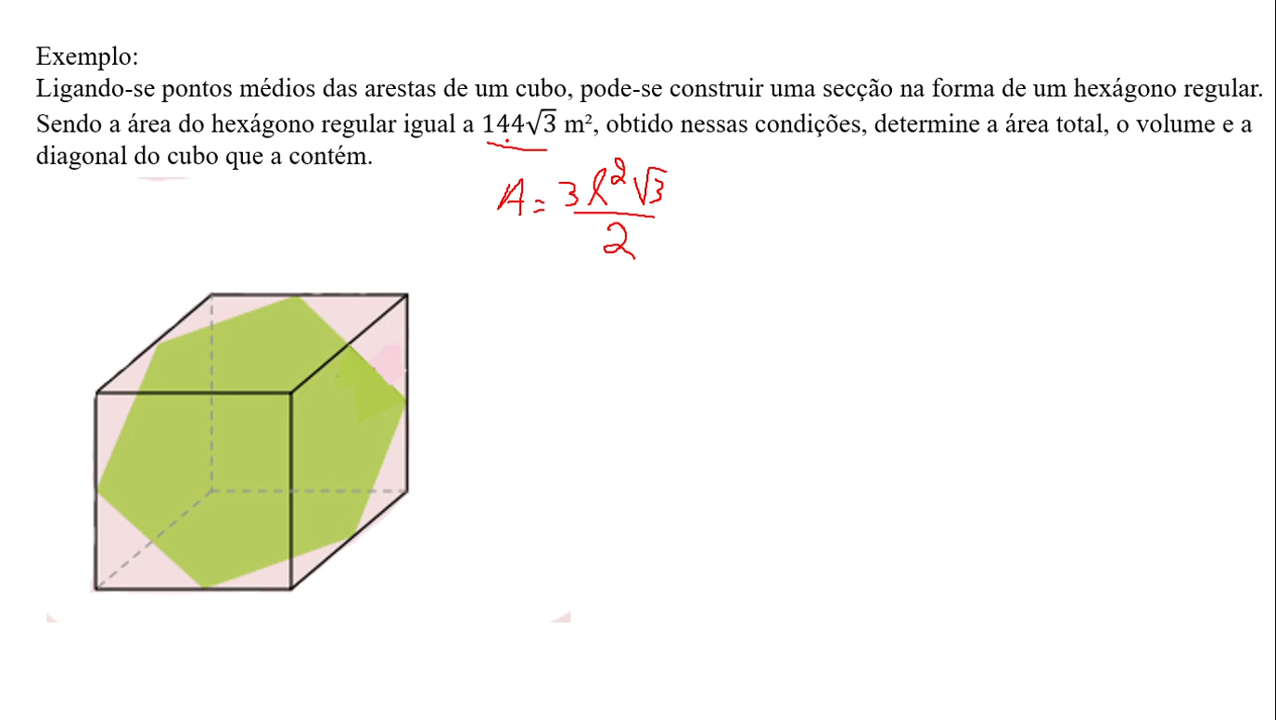 Exemplo:
Ligando-se pontos médios das arestas de um cubo, pode-se construir uma secção na forma de um hexágono regular.
Sendo a área do hexágono regular igual a 144√3 m², obtido nessas condições, determine a área total, o volume e a
diagonal do cubo que a contém.
A = 3 l² √3
2